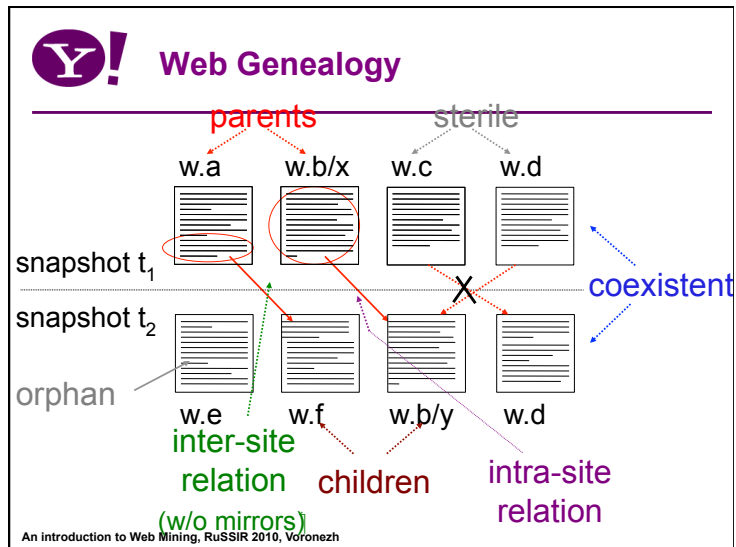 Y!
Web Genealogy
parents
sterile
w.a
w.b/x
w.c
w.d
snapshot t1
coexistent
snapshot t2
orphan
w.e
w.f
w.b/y
w.d
inter-site
relation
(w/o mirrors)
children
intra-site
relation
An introduction to Web Mining, RuSSIR 2010, Voronezh